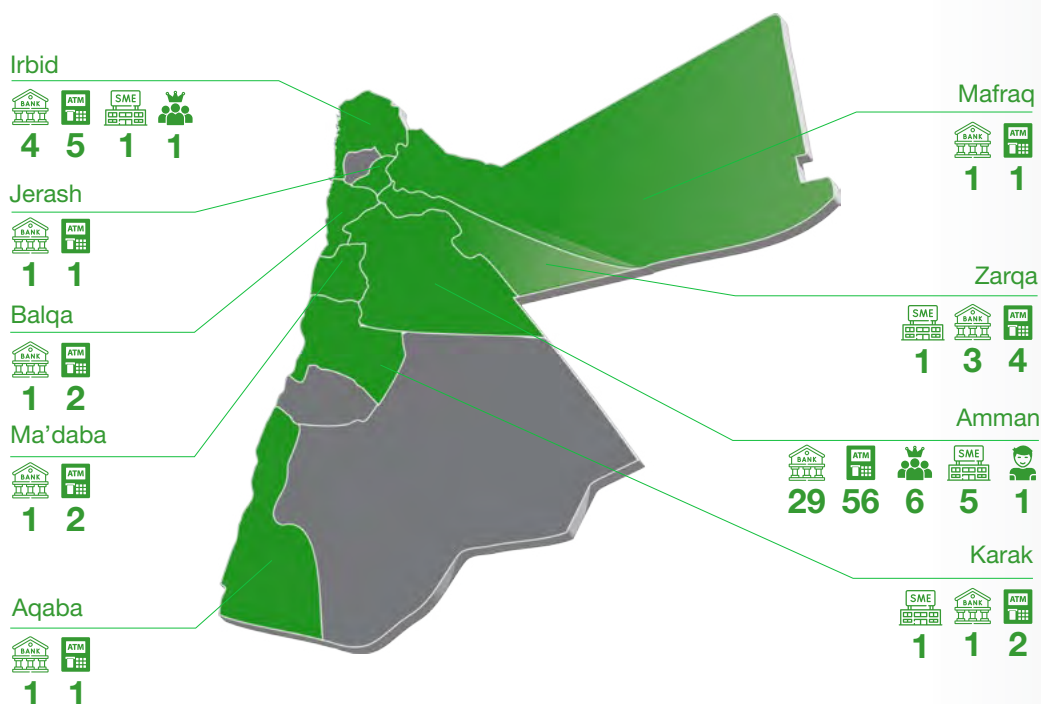 Irbid
BANK ATM SME
4 5 1 1
Jerash
BANK ATM
1 1
Balqa
BANK ATM
1 2
Ma’daba
BANK ATM
1 2
Aqaba
BANK ATM
1 1
Mafraq
BANK ATM
1 1
Zarqa
SME BANK ATM
1 3 4
Amman
BANK ATM SME
29 56 6 5 1
Karak
SME BANK ATM
1 1 2